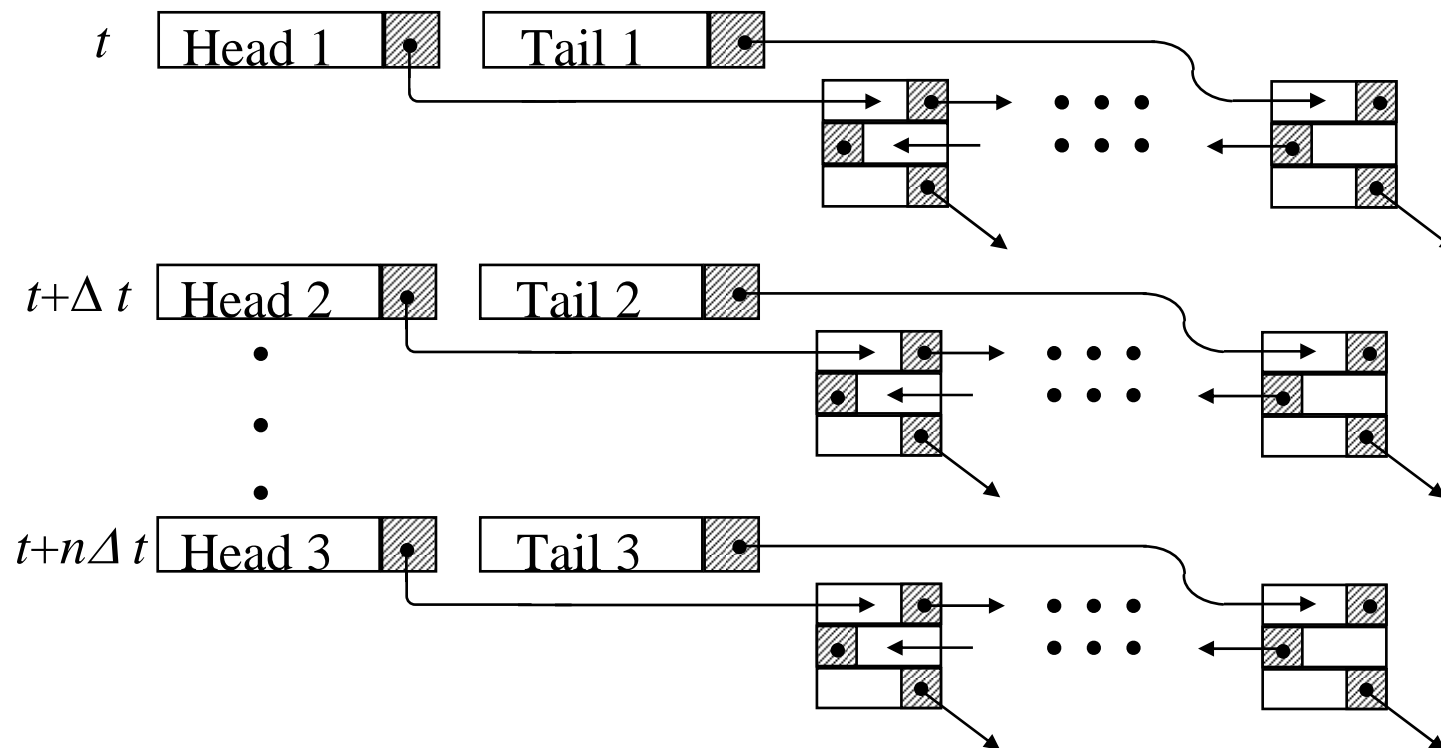 t Head 1 Tail 1
t+Δ t Head 2 Tail 2
t+nΔ t Head 3 Tail 3